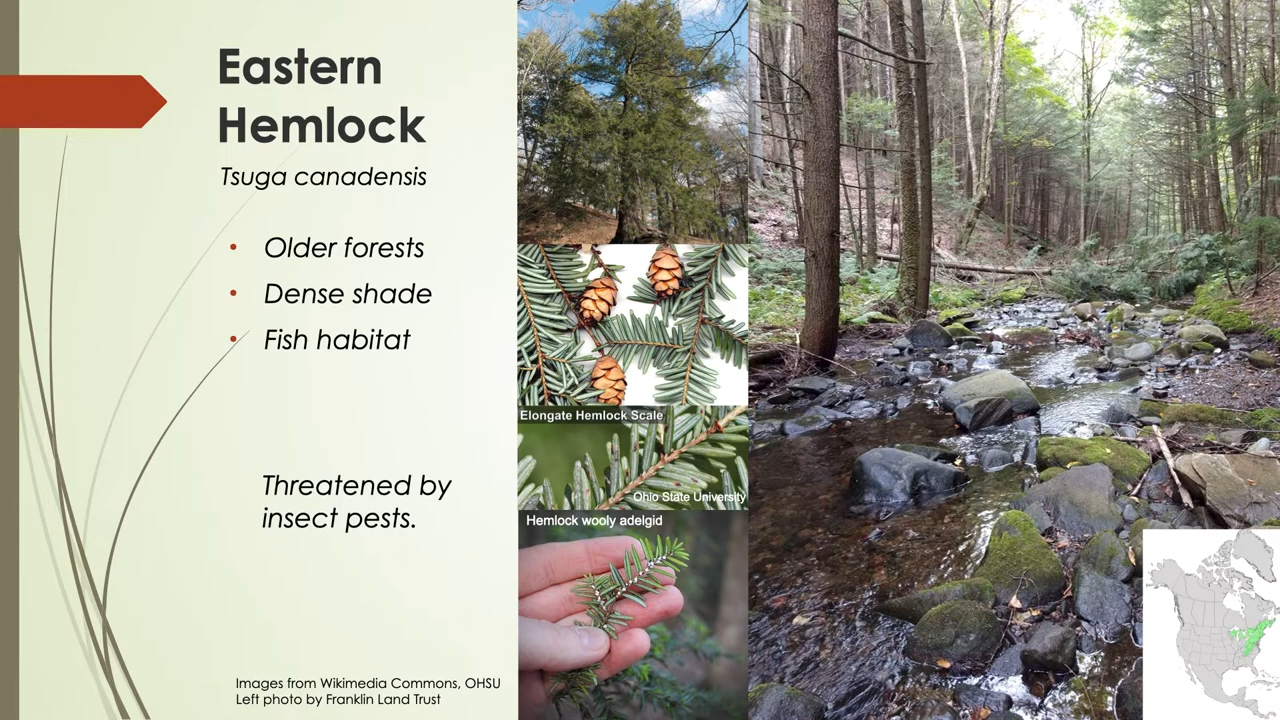 Eastern
Hemlock
Tsuga canadensis
• Older forests
• Dense shade
• Fish habitat
Threatened by
insect pests.
Images from Wikimedia Commons, OHSU
Left photo by Franklin Land Trust
Elongate Hemlock Scale
Ohio State University
Hemlock wooly adelgid